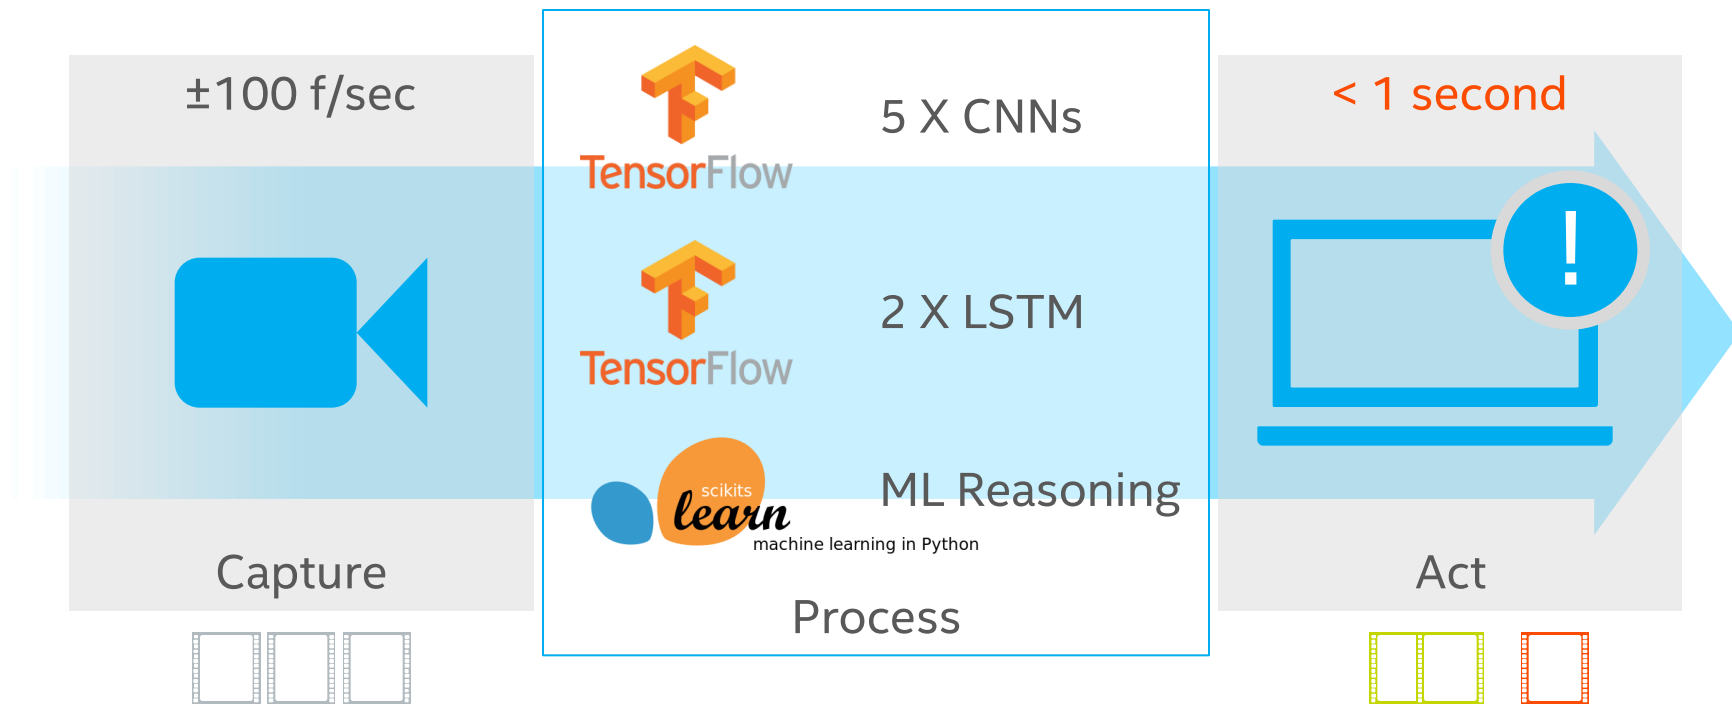 ±100 f/sec
Capture
TensorFlow
5 X CNNs
TensorFlow
2 X LSTM
scikits
learn
machine learning in Python
ML Reasoning
Process
< 1 second
!
Act